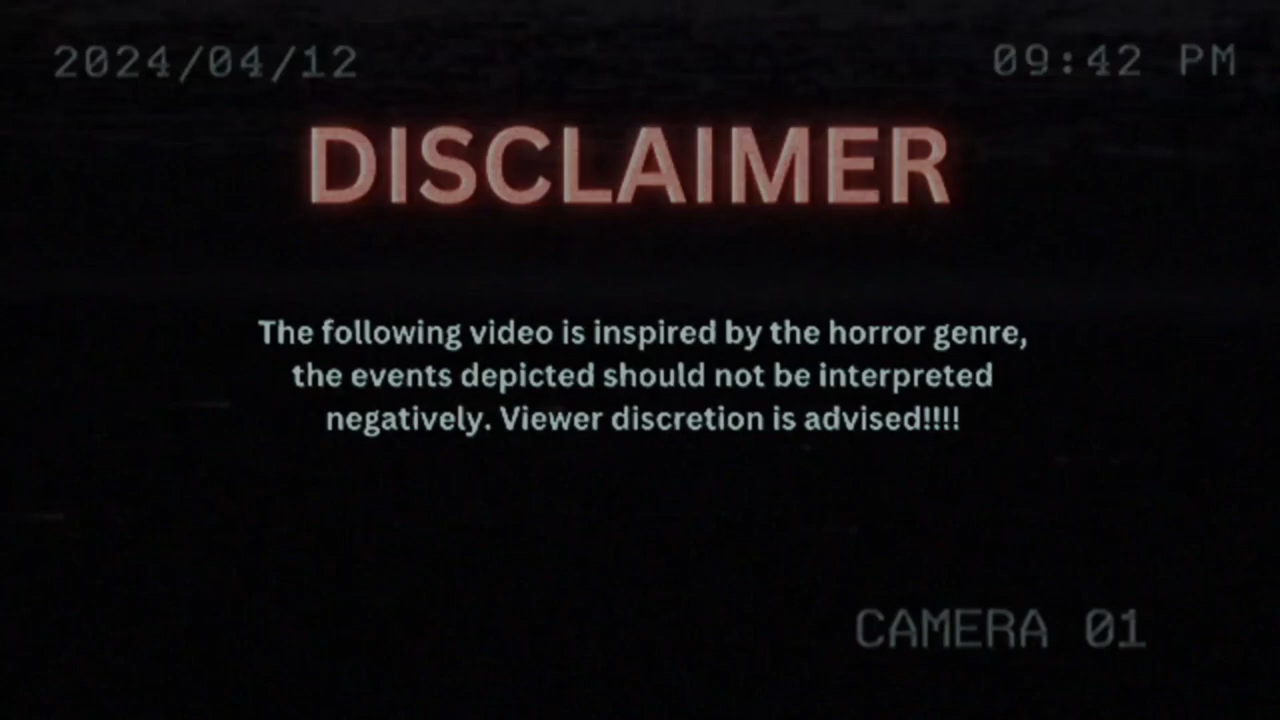 2024/04/12 09:42 PM
DISCLAIMER
The following video is inspired by the horror genre,
the events depicted should not be interpreted
negatively. Viewer discretion is advised!!!!
CAMERA 01